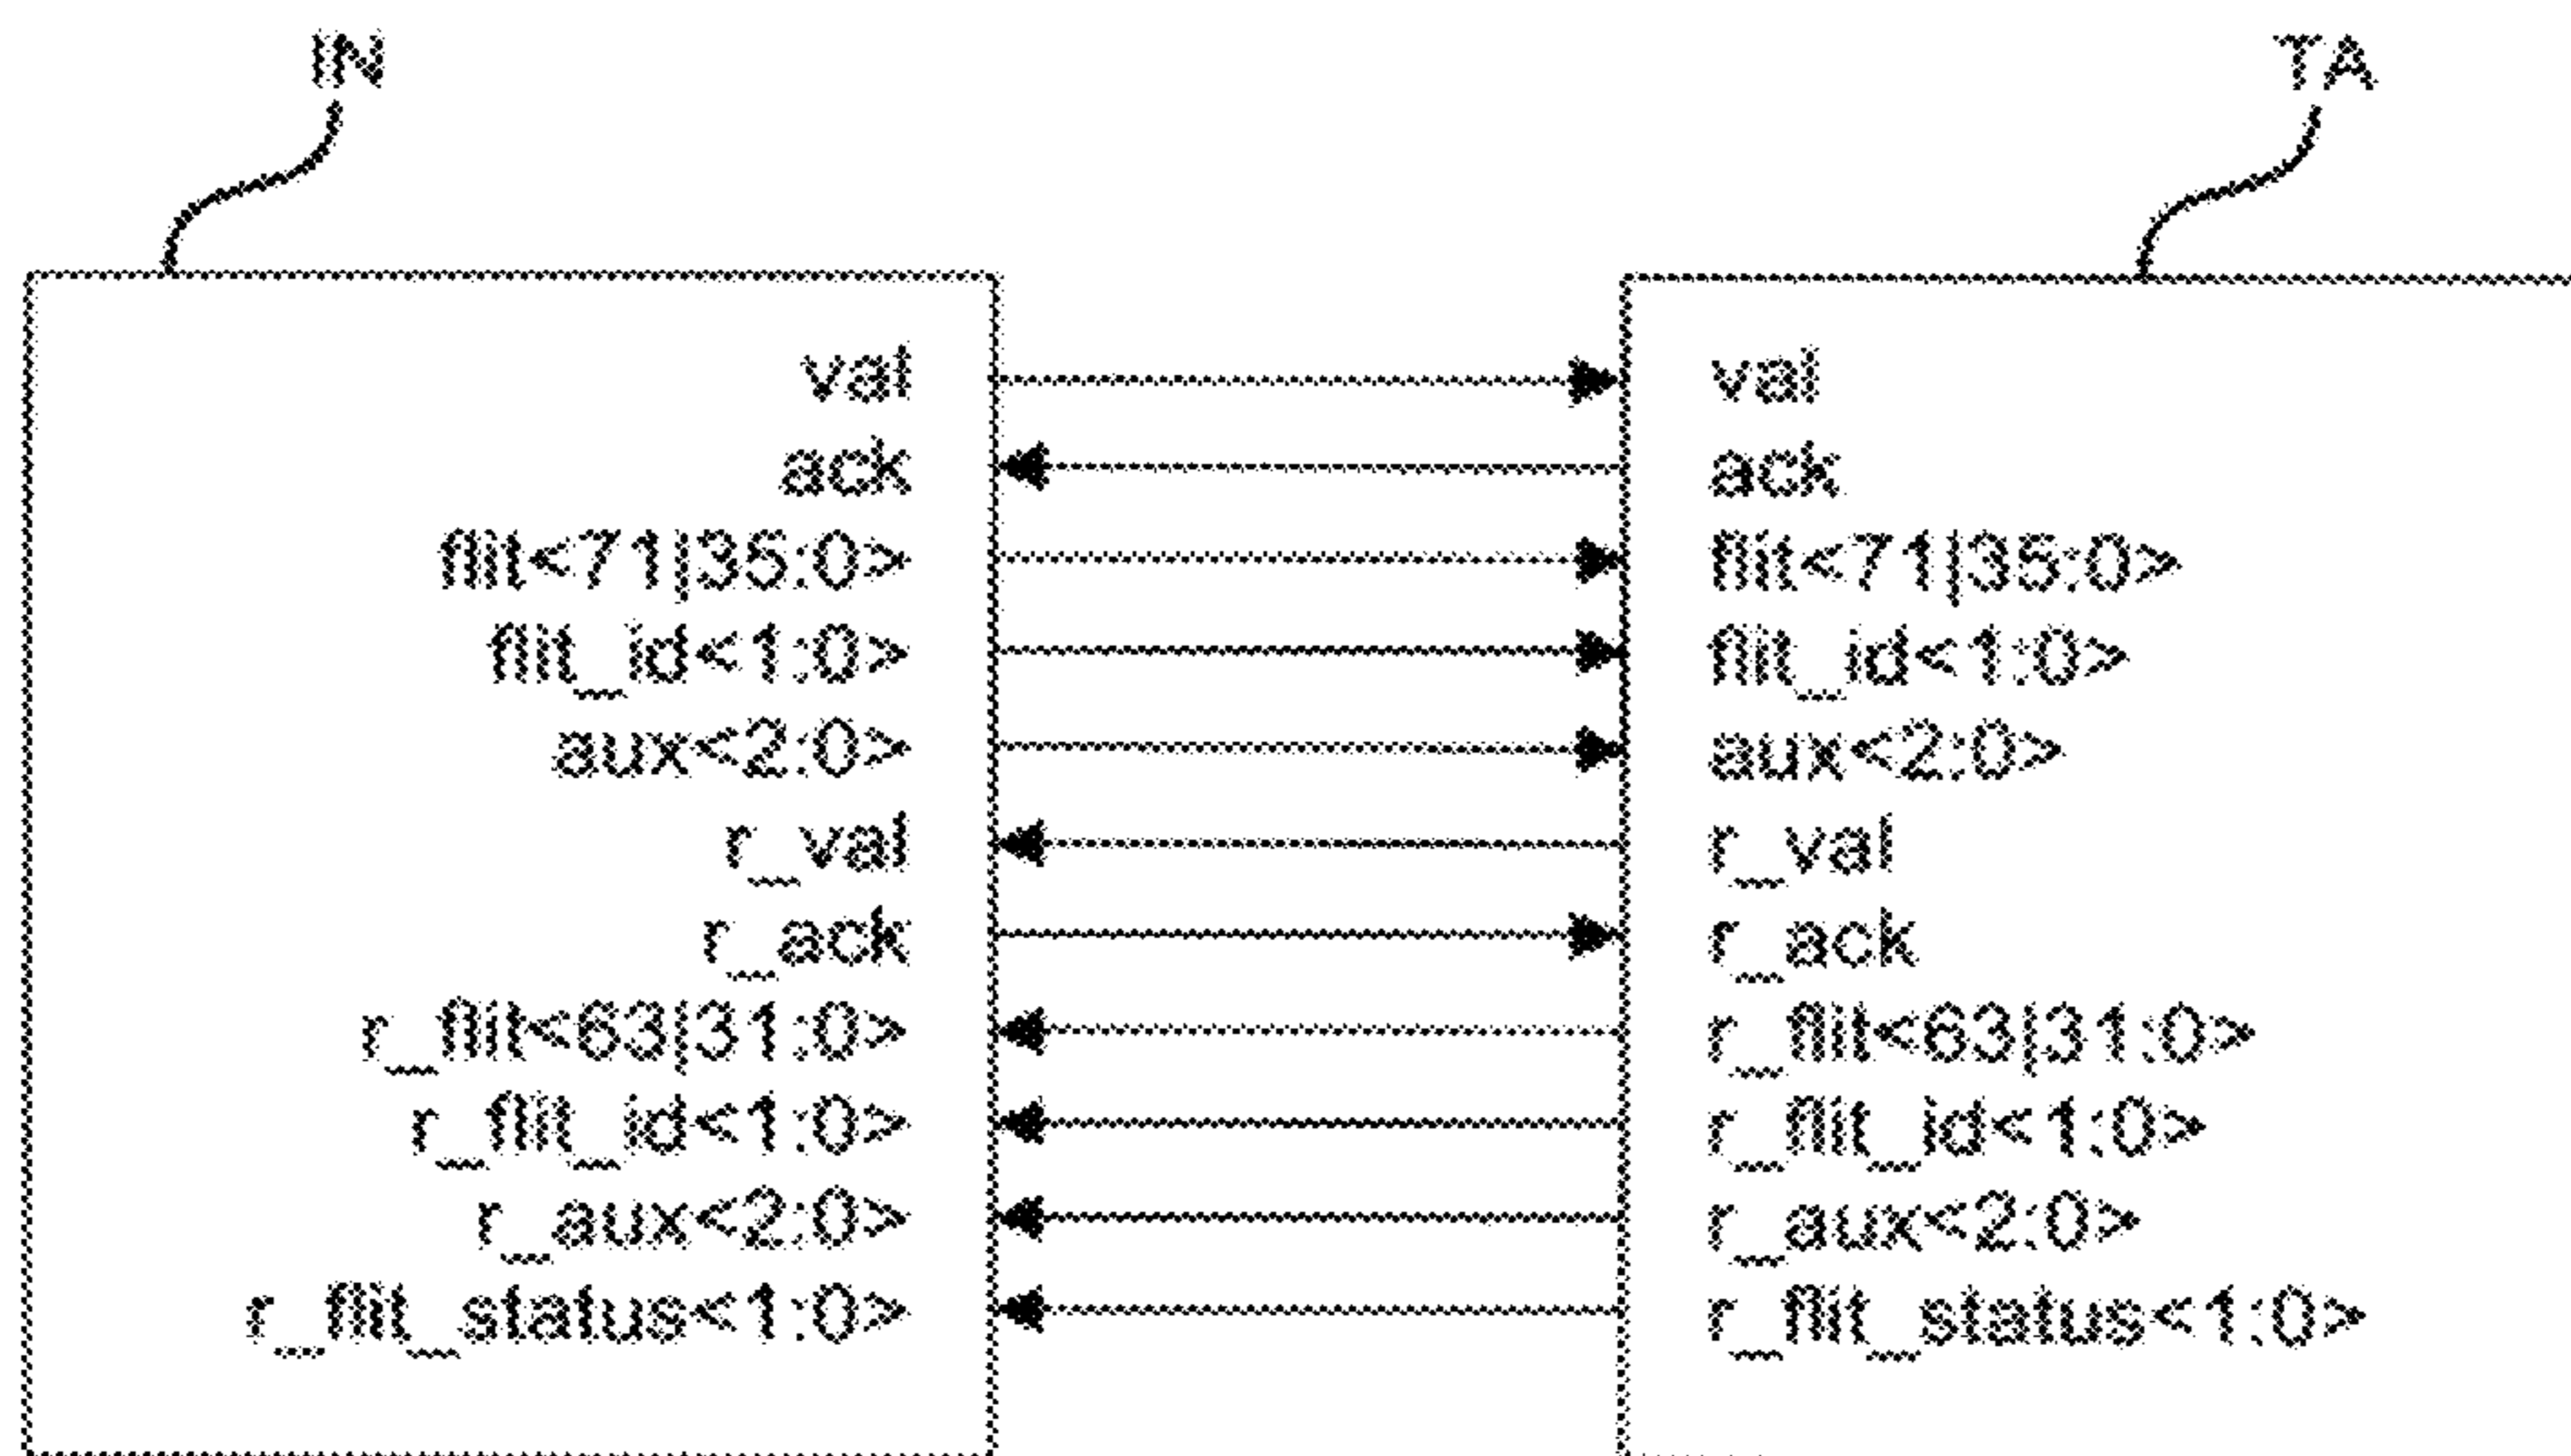 IN TA
val val
ack ack
flit<71|35:0> flit<71|35:0>
flit_id<1:0> flit_id<1:0>
aux<2:0> aux<2:0>
r_val r_val
r_ack r_ack
r_flit<63|31:0> r_flit<63|31:0>
r_flit_id<1:0> r_flit_id<1:0>
r_aux<2:0> r_aux<2:0>
r_flit_status<1:0> r_flit_status<1:0>